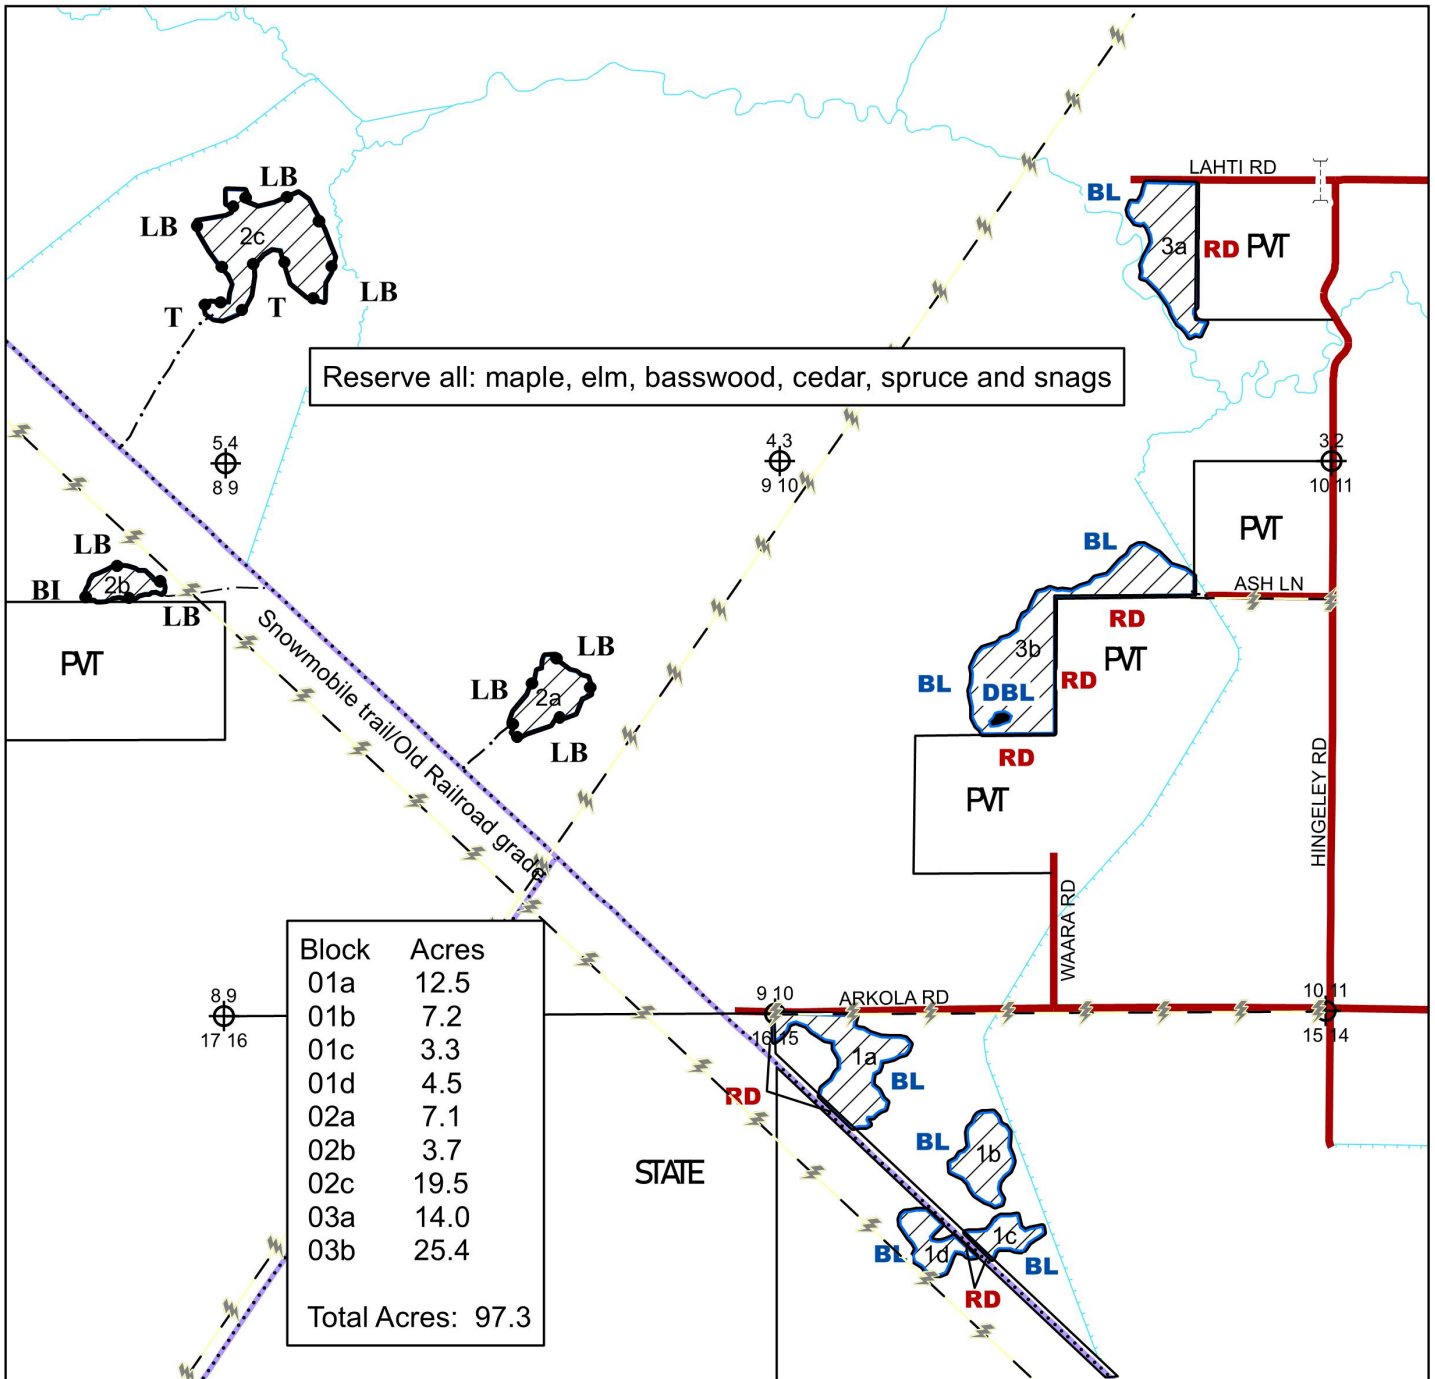 LB
LAHTI RD
BL
LB
2c
3a
RD
PVT
LB
T
T
Reserve all: maple, elm, basswood, cedar, spruce and snags
5 4
8 9
4 3
9 10
3 2
10 11
PVT
BL
LB
2b
BI
LB
ASH LN
RD
PVT
Snowmobile trail/Old Railroad grade
LB
LB
2a
LB
3b
PVT
RD
BL
DBL
RD
PVT
HINGELEY RD
WAARA RD
Block Acres
01a 12.5
01b 7.2
01c 3.3
01d 4.5
02a 7.1
02b 3.7
02c 19.5
03a 14.0
03b 25.4
Total Acres: 97.3
8 9
17 16
9 10
16 15
ARKOLA RD
10 11
15 14
1a
BL
RD
BL
1b
STATE
BL
1d
1c
BL
RD